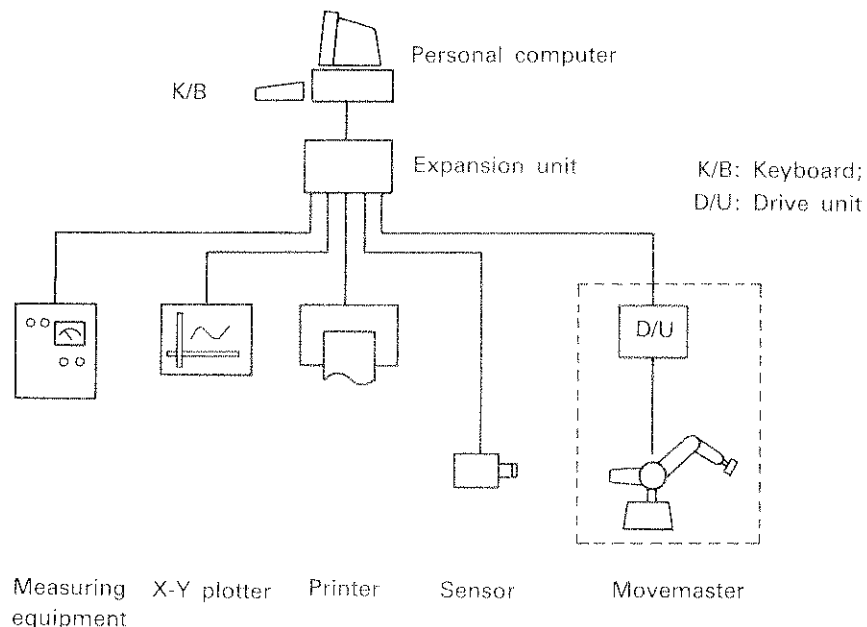 Personal computer
K/B
Expansion unit
K/B: Keyboard;
D/U: Drive unit
D/U
Measuring equipment
X-Y plotter
Printer
Sensor
Movemaster